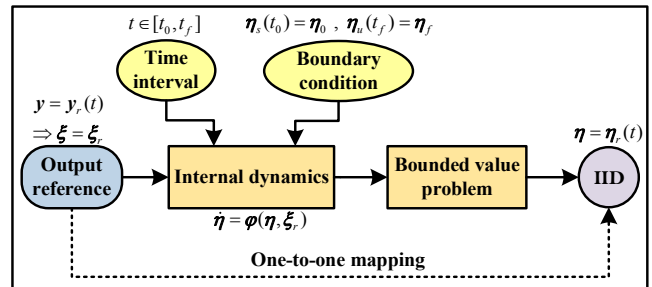 t ∈ [t₀, t_f]
η_s(t₀) = η₀ , η_u(t_f) = η_f
Time
interval
Boundary
condition
y = y_r(t)
⇒ ξ = ξ_r
Output
reference
Internal dynamics
η̇ = φ(η, ξ_r)
Bounded value
problem
η = η_r(t)
IID
One-to-one mapping